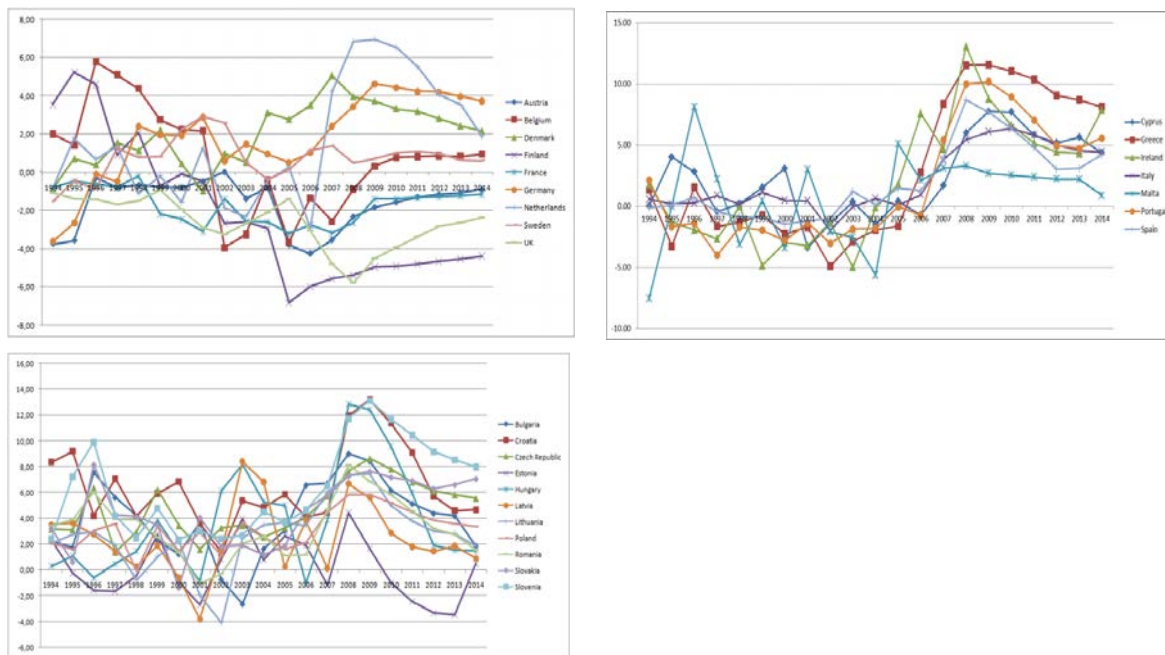 8,00
6,00
4,00
2,00
0,00
-2,00
-4,00
-6,00
-8,00
1994 1995 1996 1997 1998 1999 2000 2001 2002 2003 2004 2005 2006 2007 2008 2009 2010 2011 2012 2013 2014
Austria
Belgium
Denmark
Finland
France
Germany
Netherlands
Sweden
UK
15.00
10.00
5.00
0.00
-5.00
-10.00
1994 1995 1996 1997 1998 1999 2000 2001 2002 2003 2004 2005 2006 2007 2008 2009 2010 2011 2012 2013 2014
Cyprus
Greece
Ireland
Italy
Malta
Portugal
Spain
16,00
14,00
12,00
10,00
8,00
6,00
4,00
2,00
0,00
-2,00
-4,00
-6,00
1994 1995 1996 1997 1998 1999 2000 2001 2002 2003 2004 2005 2006 2007 2008 2009 2010 2011 2012 2013 2014
Bulgaria
Croatia
Czech Republic
Estonia
Hungary
Latvia
Lithuania
Poland
Romania
Slovakia
Slovenia